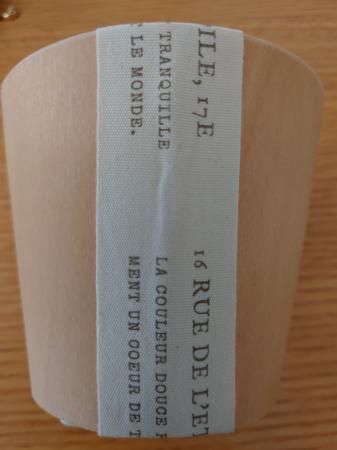 ILE, 17E
TRANQUILLE
LE MONDE.
16 RUE DE L'ET
LA COULEUR DOUCE
MENT UN COEUR DE T